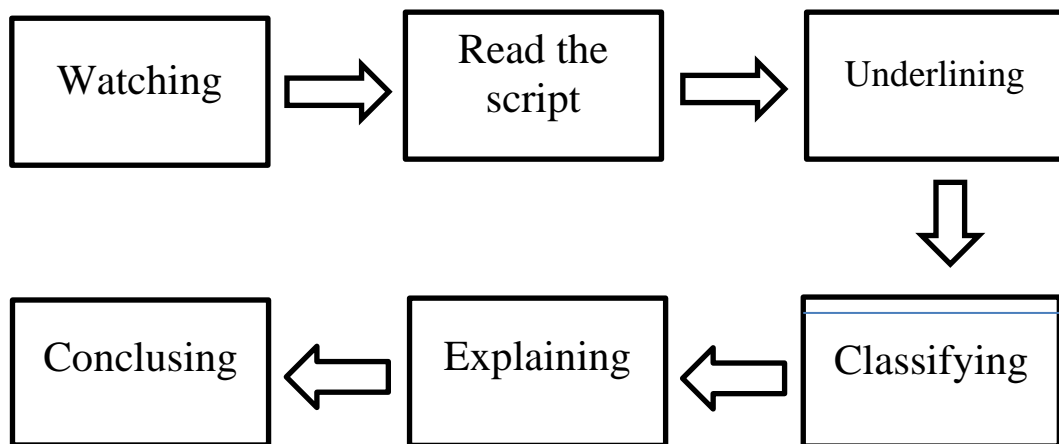 Watching
Read the
script
Underlining
Classifying
Explaining
Conclusing